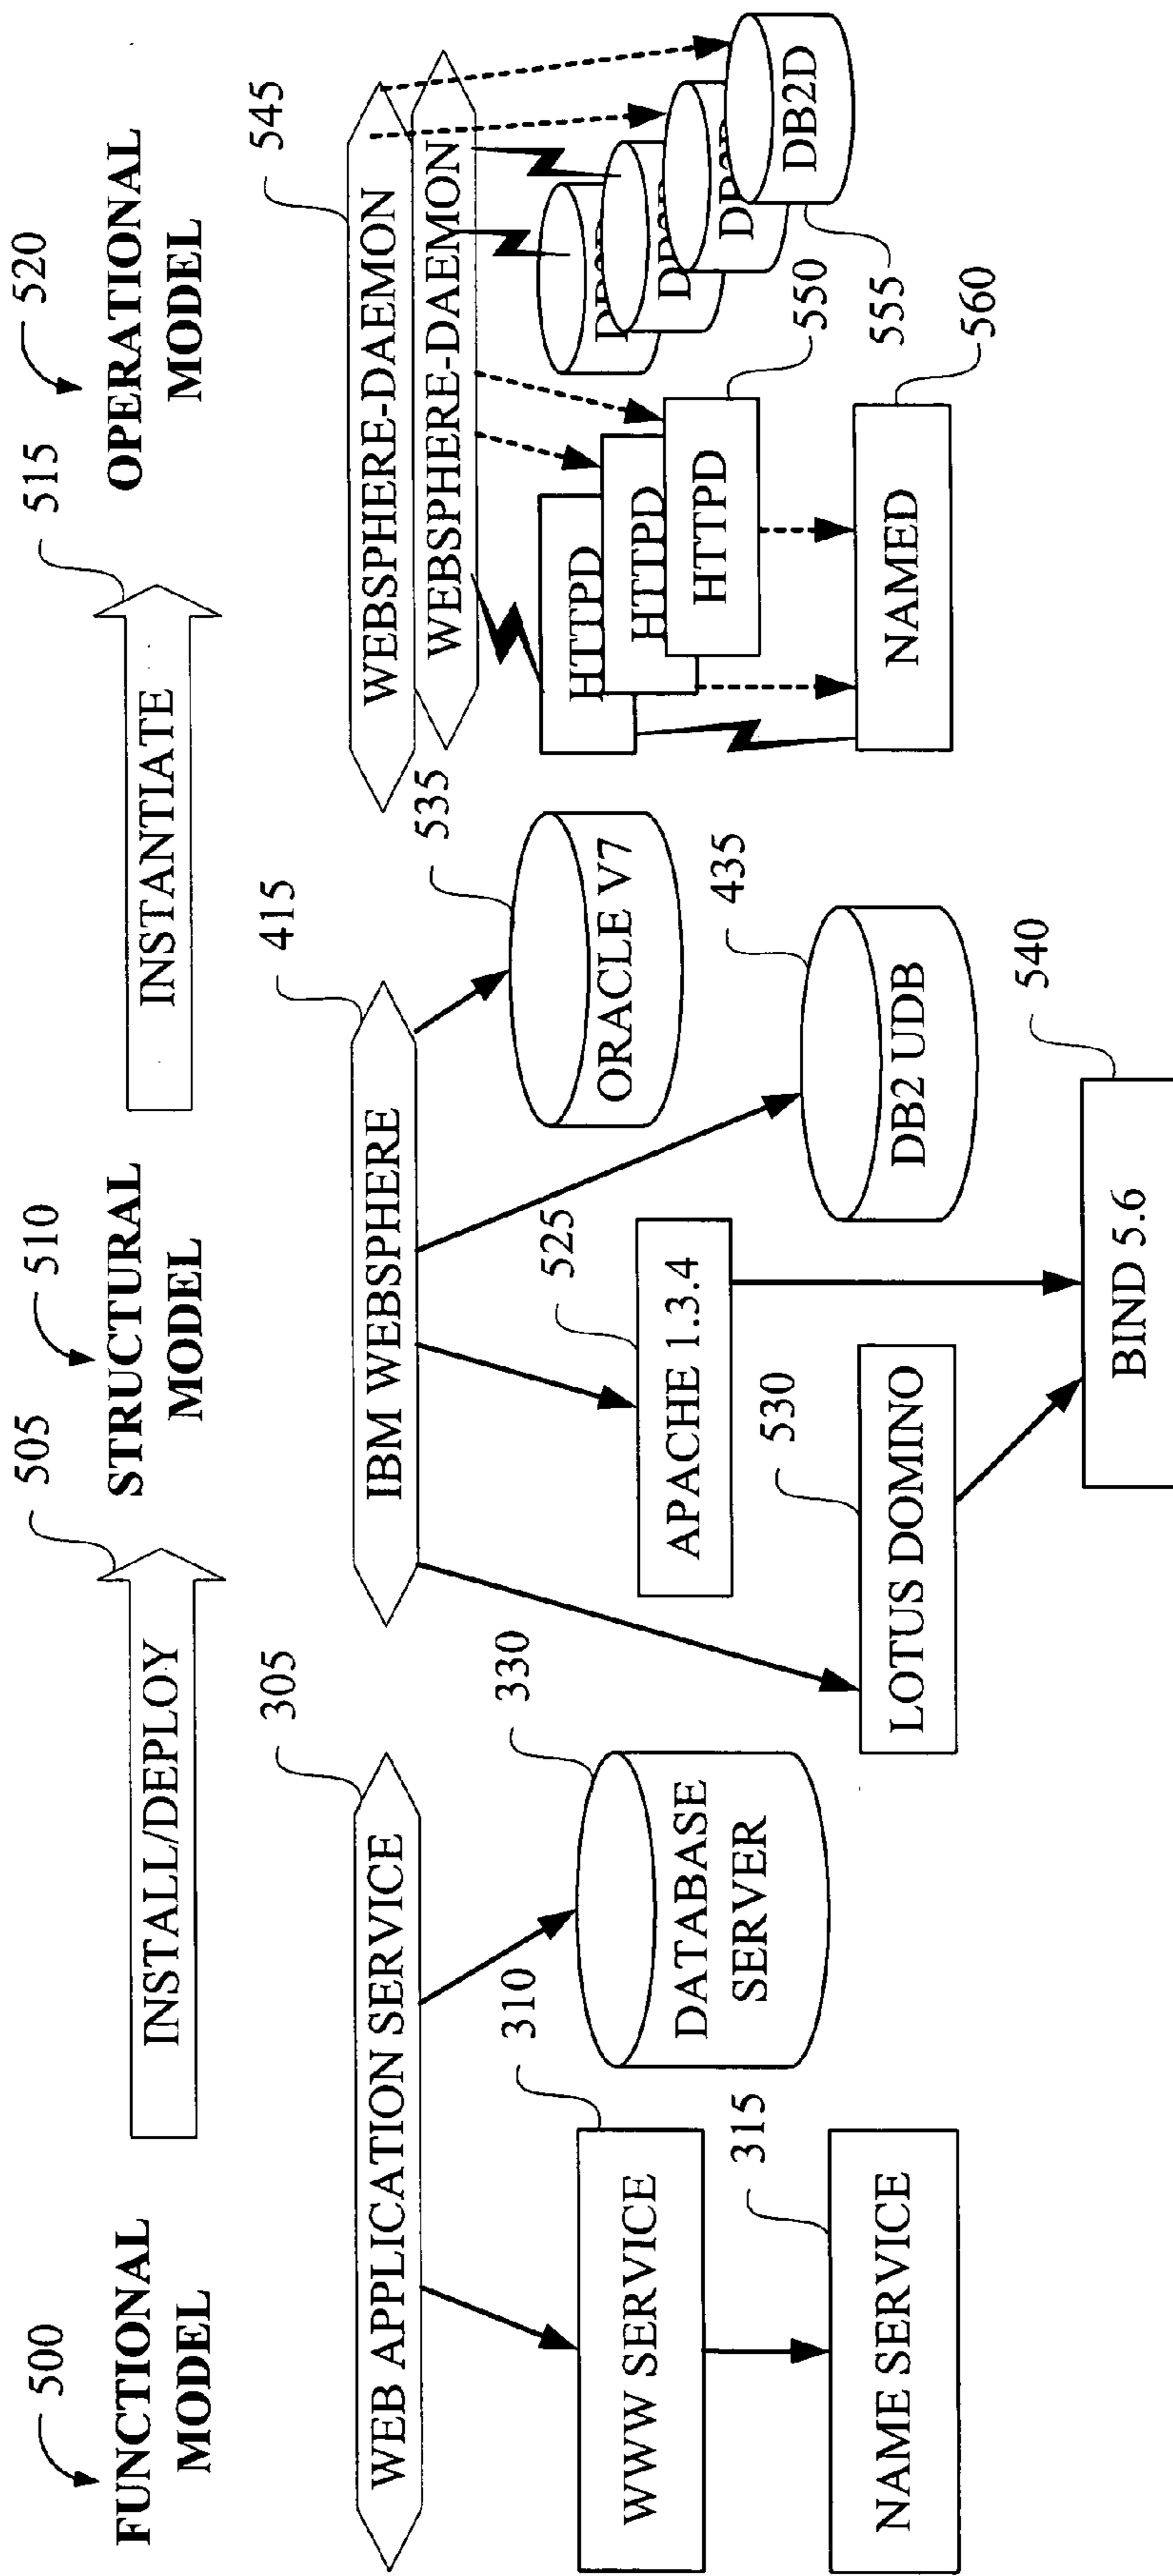 500
FUNCTIONAL
MODEL
INSTALL/DEPLOY
505
510
STRUCTURAL
MODEL
INSTANTIATE
515
520
OPERATIONAL
MODEL
WEB APPLICATION SERVICE
305
WWW SERVICE
310
DATABASE
SERVER
330
NAME SERVICE
315
IBM WEBSPHERE
415
ORACLE V7
535
APACHE 1.3.4
525
DB2 UDB
435
LOTUS DOMINO
530
BIND 5.6
540
WEBSPHERE-DAEMON
545
WEBSPHERE-DAEMON
HTTPD
HTTPD
HTTPD
550
DB2D
555
NAMED
560